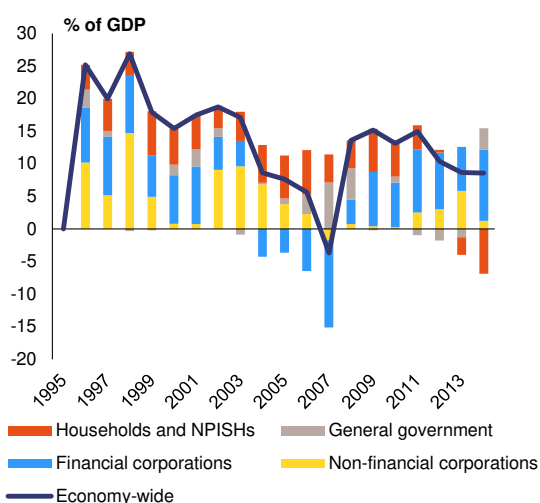 % of GDP
30
25
20
15
10
5
0
-5
-10
-15
-20
1995 1997 1999 2001 2003 2005 2007 2009 2011 2013
Households and NPISHs General government
Financial corporations Non-financial corporations
Economy-wide